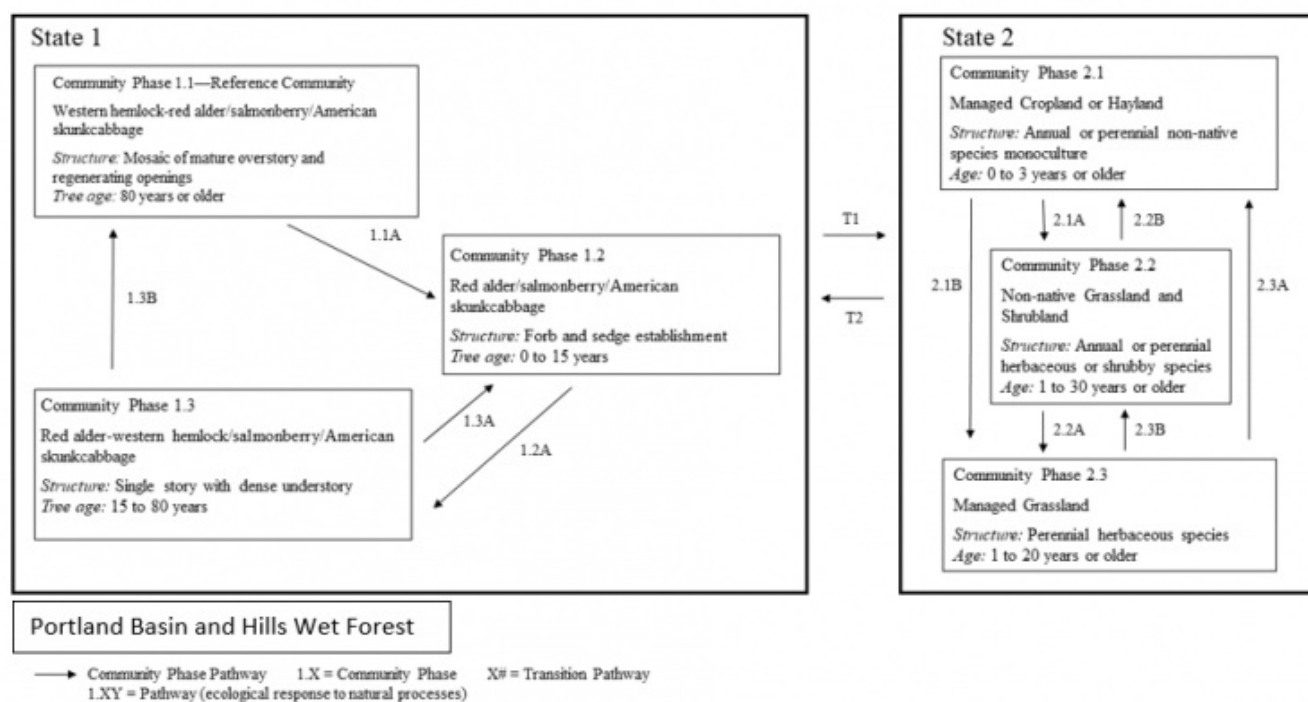 State 1
Community Phase 1.1—Reference Community
Western hemlock-red alder/salmonberry/American
skunkcabbage
Structure: Mosaic of mature overstory and
regenerating openings
Tree age: 80 years or older
1.1A
1.3B
Community Phase 1.2
Red alder/salmonberry/American
skunkcabbage
Structure: Forb and sedge establishment
Tree age: 0 to 15 years
Community Phase 1.3
Red alder-western hemlock/salmonberry/American
skunkcabbage
Structure: Single story with dense understory
Tree age: 15 to 80 years
1.3A
1.2A
T1
T2
State 2
Community Phase 2.1
Managed Cropland or Hayland
Structure: Annual or perennial non-native
species monoculture
Age: 0 to 3 years or older
2.1A
2.2B
2.1B
2.3A
Community Phase 2.2
Non-native Grassland and
Shrubland
Structure: Annual or perennial
herbaceous or shrubby species
Age: 1 to 30 years or older
2.2A
2.3B
Community Phase 2.3
Managed Grassland
Structure: Perennial herbaceous species
Age: 1 to 20 years or older
Portland Basin and Hills Wet Forest
Community Phase Pathway 1.X = Community Phase X# = Transition Pathway
1.XY = Pathway (ecological response to natural processes)